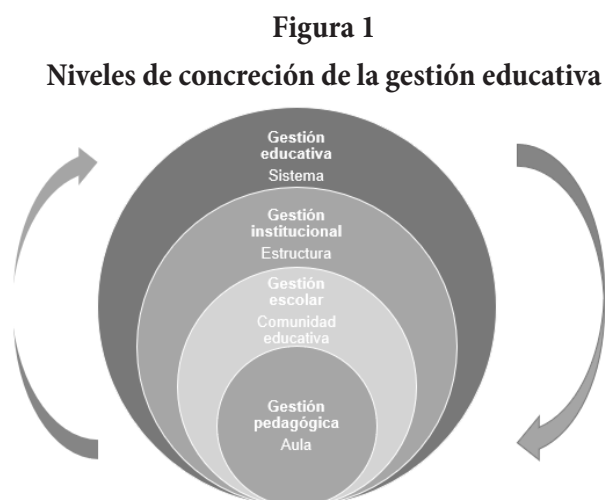 Figura 1
Niveles de concreción de la gestión educativa
Gestión
educativa
Sistema
Gestión
institucional
Estructura
Gestión
escolar
Comunidad
educativa
Gestión
pedagógica
Aula